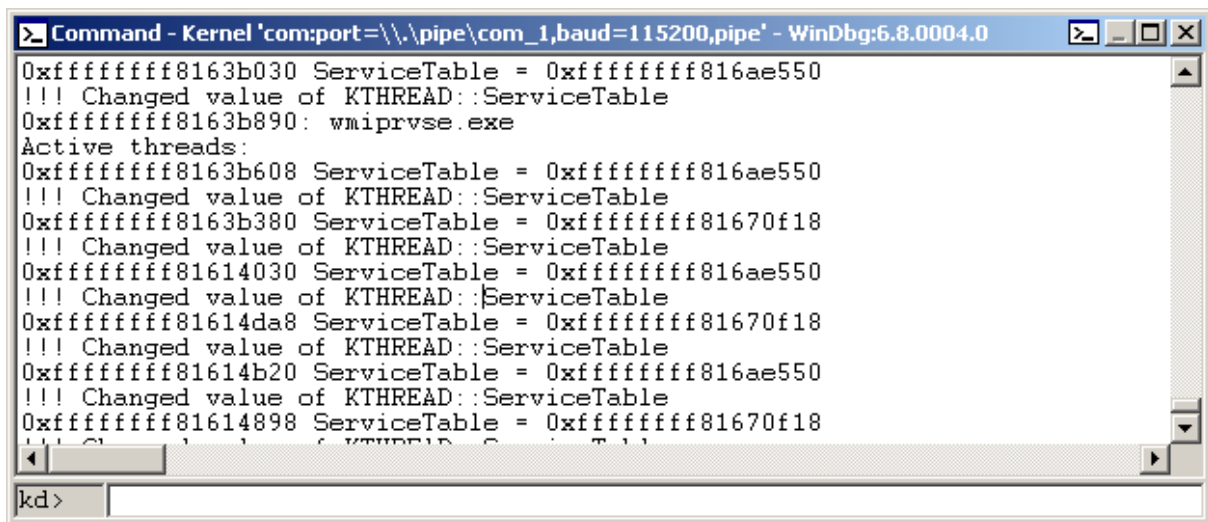 Command - Kernel 'com:port=\\.\pipe\com_1,baud=115200,pipe' - WinDbg:6.8.0004.0
0xffffffff8163b030 ServiceTable = 0xffffffff816ae550
!!! Changed value of KTHREAD::ServiceTable
0xffffffff8163b890: wmiprvse.exe
Active threads:
0xffffffff8163b608 ServiceTable = 0xffffffff816ae550
!!! Changed value of KTHREAD::ServiceTable
0xffffffff8163b380 ServiceTable = 0xffffffff81670f18
!!! Changed value of KTHREAD::ServiceTable
0xffffffff81614030 ServiceTable = 0xffffffff816ae550
!!! Changed value of KTHREAD::ServiceTable
0xffffffff81614da8 ServiceTable = 0xffffffff81670f18
!!! Changed value of KTHREAD::ServiceTable
0xffffffff81614b20 ServiceTable = 0xffffffff816ae550
!!! Changed value of KTHREAD::ServiceTable
0xffffffff81614898 ServiceTable = 0xffffffff81670f18
kd>